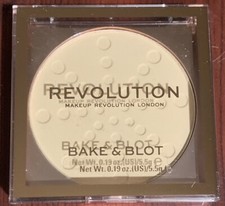 REVOLUTION
MAKEUP REVOLUTION LONDON
BAKE & BLOT
Net Wt. 0.19 oz.(US)/5.5g e